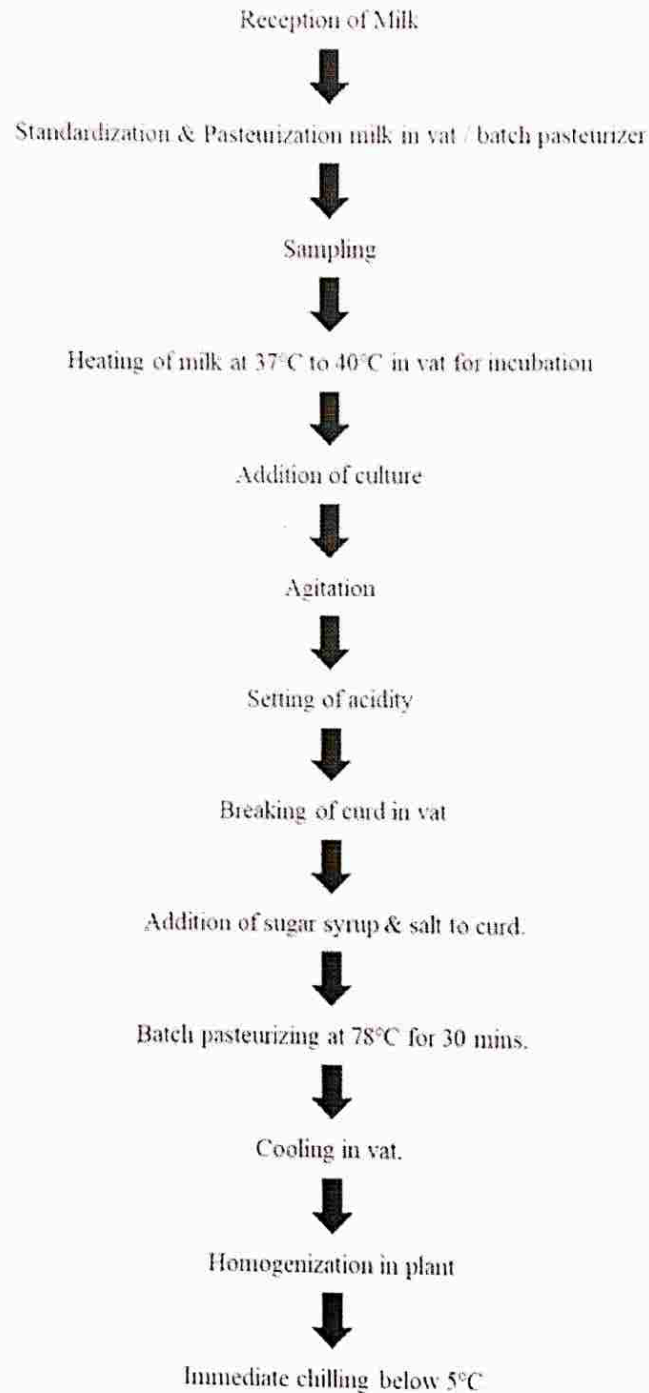 Reception of Milk
Standardization & Pasteurization milk in vat / batch pasteurizer
Sampling
Heating of milk at 37°C to 40°C in vat for incubation
Addition of culture
Agitation
Setting of acidity
Breaking of curd in vat
Addition of sugar syrup & salt to curd.
Batch pasteurizing at 78°C for 30 mins.
Cooling in vat.
Homogenization in plant
Immediate chilling below 5°C